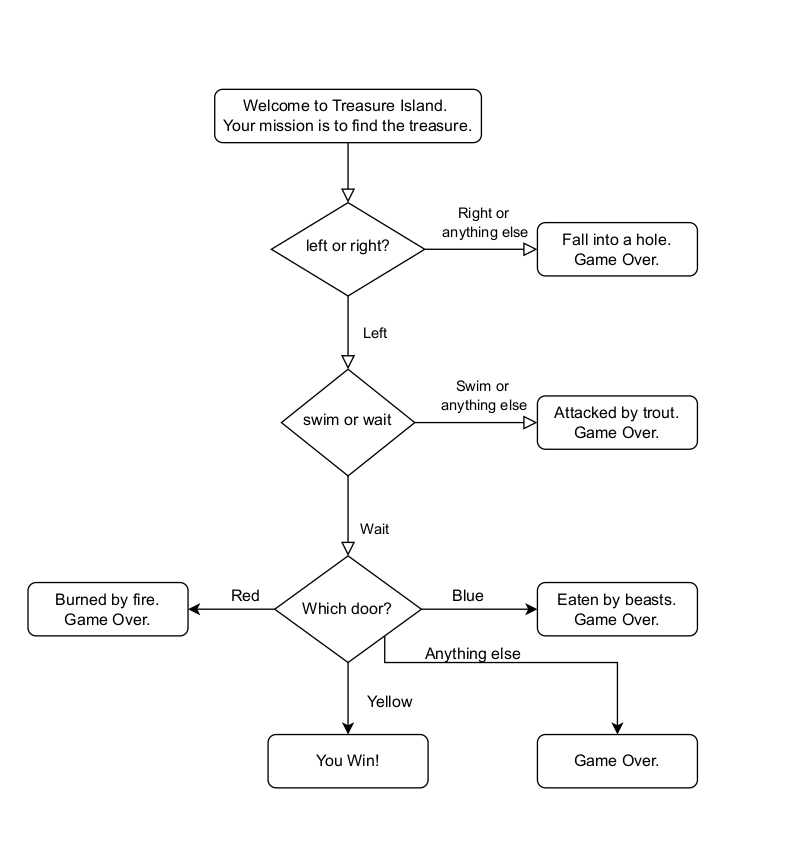 Welcome to Treasure Island.
Your mission is to find the treasure.
left or right?
Right or
anything else
Fall into a hole.
Game Over.
Left
swim or wait
Swim or
anything else
Attacked by trout.
Game Over.
Wait
Which door?
Red
Burned by fire.
Game Over.
Blue
Eaten by beasts.
Game Over.
Anything else
Yellow
You Win!
Game Over.